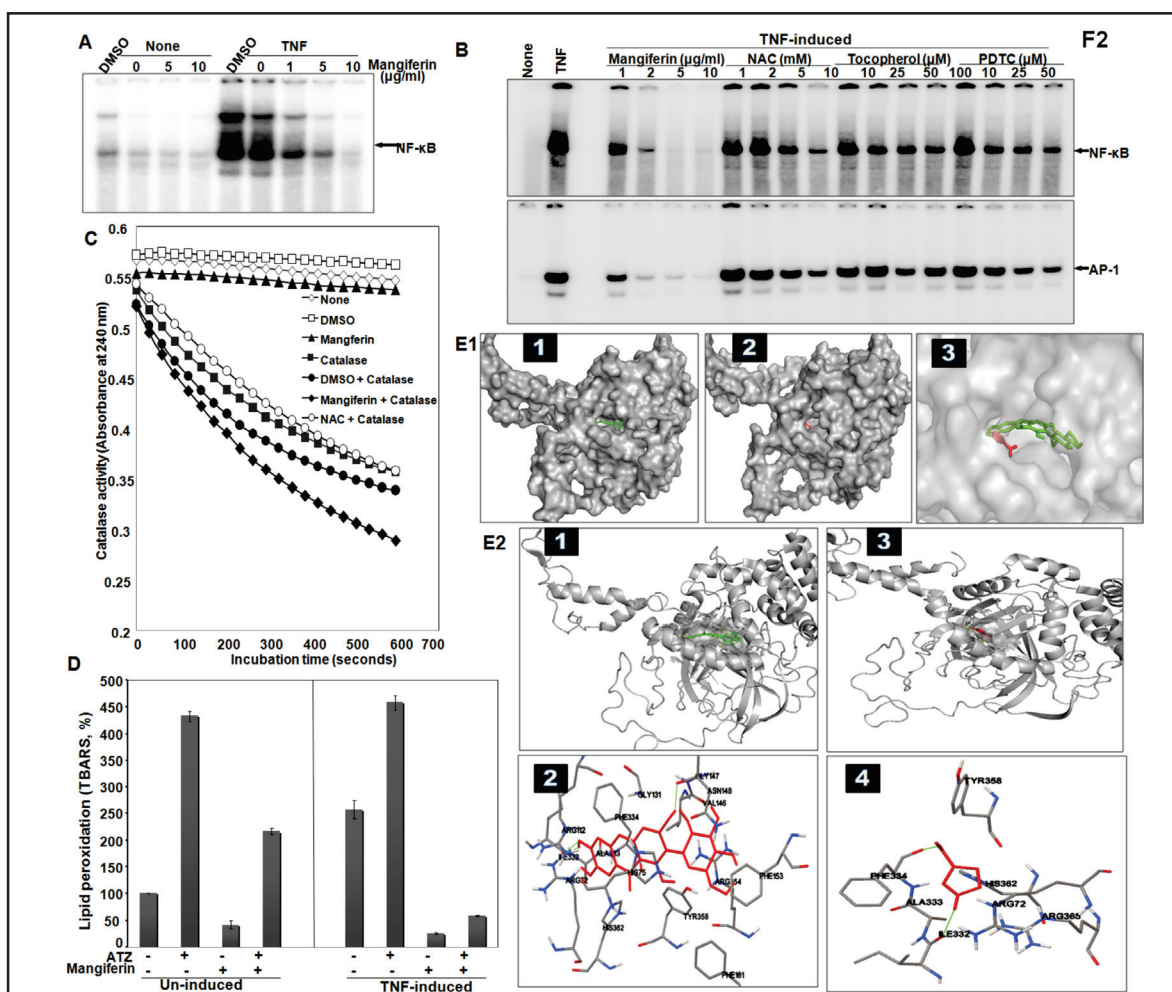 F2
A
DMSO
None
DMSO
TNF
0 5 10 0 1 5 10
Mangiferin
(µg/ml)
NF-κB
B
None
TNF
TNF-induced
Mangiferin (µg/ml) NAC (mM) Tocopherol (µM) PDTC (µM)
1 2 5 10 1 2 5 10 10 25 50 100 10 25 50
NF-κB
AP-1
C
Catalase activity (Absorbance at 240 nm)
0.6
0.55
0.5
0.45
0.4
0.35
0.3
0.25
0.2
None
DMSO
Mangferin
Catalase
DMSO + Catalase
Mangiferin + Catalase
NAC + Catalase
0 100 200 300 400 500 600 700
Incubation time (seconds)
D
Lipid peroxidation (TBARS, %)
500
450
400
350
300
250
200
150
100
50
0
ATZ - + - + - + - +
Mangiferin - - + + - - + +
Un-induced
TNF-induced
E1
1
2
3
E2
1
3
2
GLY147
ASN148
VAL146
GLY131
PHE334
ARG112
HIS75
PHE153
TYR358
HIS362
PHE161
4
TYR358
PHE334
HIS362
ALA333
ARG72
ARG365
ILE332